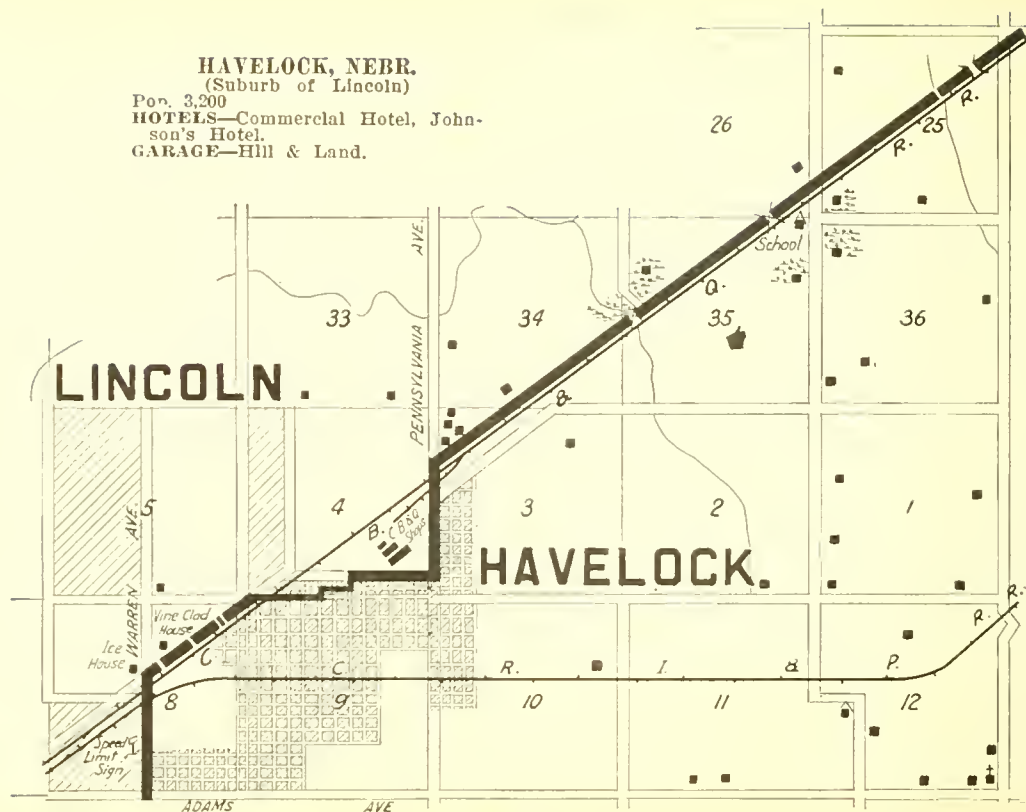 HAVELOCK, NEBR.
(Suburb of Lincoln)
Pop. 3,200
HOTELS—Commercial Hotel, John-
son's Hotel.
GARAGE—Hill & Land.
26
25
R.
R.
School
Q.
33
34
35
36
PENNSYLVANIA AVE.
LINCOLN
&
5
4
3
2
1
B.
C B & Q
Shops
HAVELOCK
WARREN AVE.
Vine Clad
House
Ice
House
C
C. R. I. & P. R. R.
8
9
10
11
12
Speed
Limit
Sign
ADAMS AVE